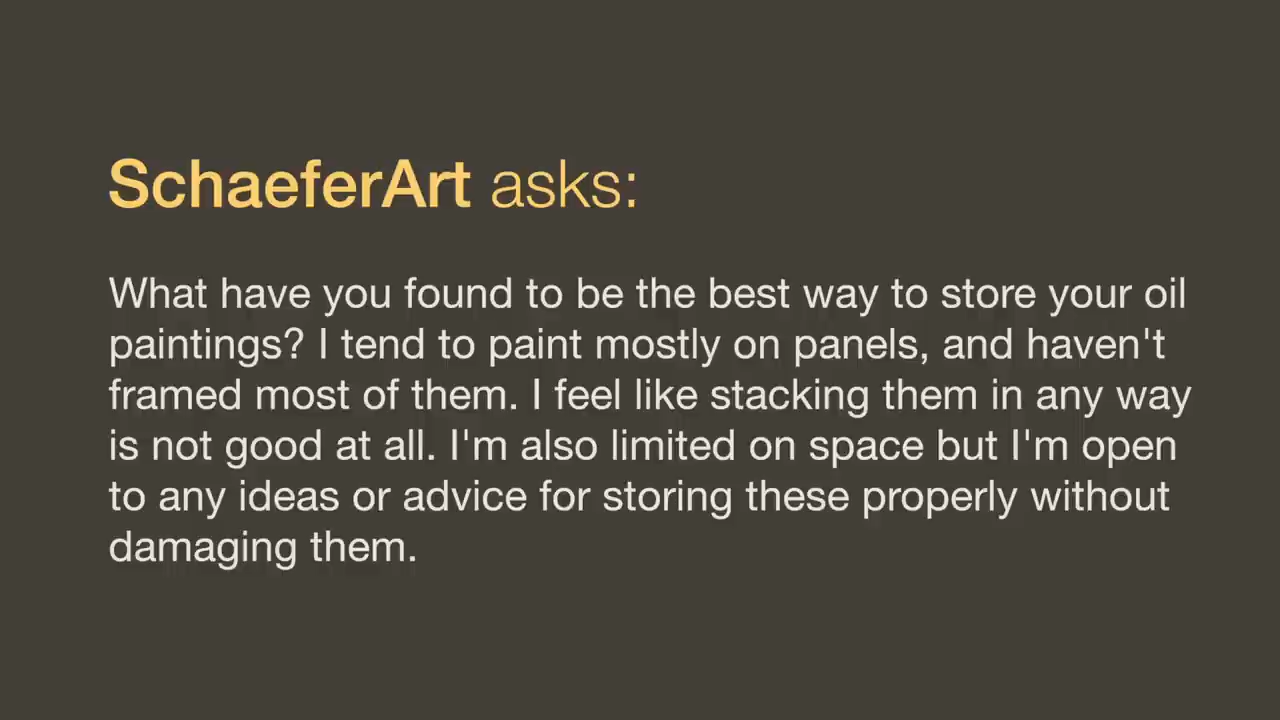 SchaeferArt asks:
What have you found to be the best way to store your oil
paintings? I tend to paint mostly on panels, and haven't
framed most of them. I feel like stacking them in any way
is not good at all. I'm also limited on space but I'm open
to any ideas or advice for storing these properly without
damaging them.